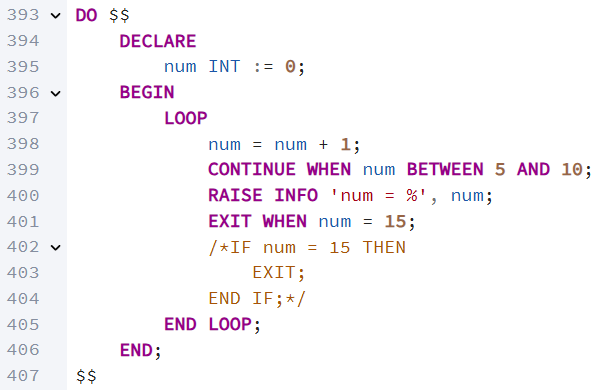 393 DO $$
394     DECLARE
395         num INT := 0;
396     BEGIN
397         LOOP
398             num = num + 1;
399             CONTINUE WHEN num BETWEEN 5 AND 10;
400             RAISE INFO 'num = %', num;
401             EXIT WHEN num = 15;
402             /*IF num = 15 THEN
403                 EXIT;
404             END IF;*/
405         END LOOP;
406     END;
407 $$